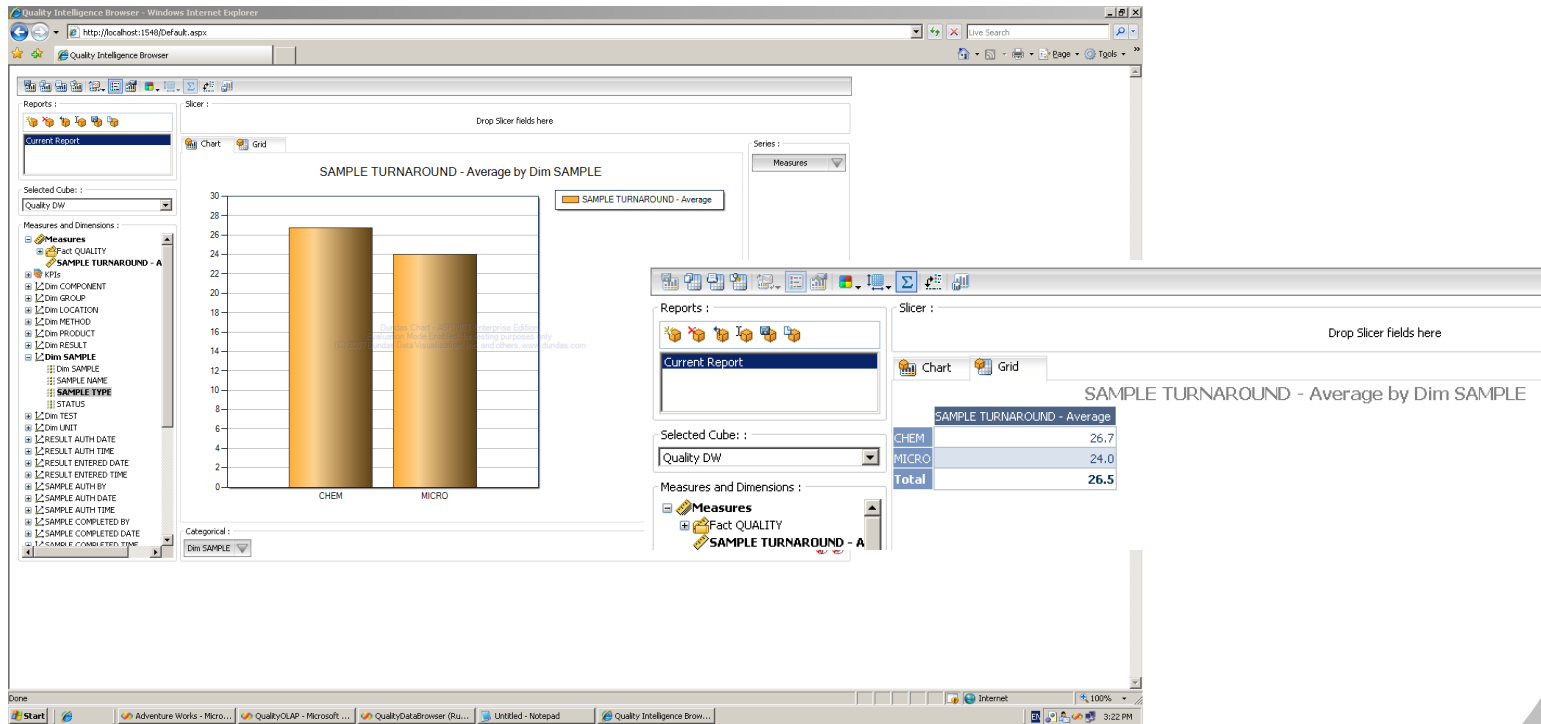 Quality Intelligence Browser - Windows Internet Explorer
http://localhost:1548/Default.aspx
Live Search
Quality Intelligence Browser
Page
Tools
Reports :
Current Report
Selected Cube: :
Quality DW
Measures and Dimensions :
Measures
Fact QUALITY
SAMPLE TURNAROUND - A
KPIs
Dim COMPONENT
Dim GROUP
Dim LOCATION
Dim METHOD
Dim PRODUCT
Dim RESULT
Dim SAMPLE
Dim SAMPLE
SAMPLE NAME
SAMPLE TYPE
STATUS
Dim TEST
Dim UNIT
RESULT AUTH DATE
RESULT AUTH TIME
RESULT ENTERED DATE
RESULT ENTERED TIME
SAMPLE AUTH BY
SAMPLE AUTH DATE
SAMPLE AUTH TIME
SAMPLE COMPLETED BY
SAMPLE COMPLETED DATE
SAMPLE COMPLETED TIME
Slicer :
Drop Slicer fields here
Chart
Grid
SAMPLE TURNAROUND - Average by Dim SAMPLE
SAMPLE TURNAROUND - Average
30
28
26
24
22
20
18
16
14
12
10
8
6
4
2
0
CHEM
MICRO
Categorical :
Dim SAMPLE
Series :
Measures
Reports :
Current Report
Selected Cube: :
Quality DW
Measures and Dimensions :
Measures
Fact QUALITY
SAMPLE TURNAROUND - A
Slicer :
Drop Slicer fields here
Chart
Grid
SAMPLE TURNAROUND - Average by Dim SAMPLE
SAMPLE TURNAROUND - Average
CHEM 26.7
MICRO 24.0
Total 26.5
Done
Internet
100%
Start
Adventure Works - Micro...
QualityOLAP - Microsoft ...
QualityDataBrowser (Ru...
Untitled - Notepad
Quality Intelligence Brow...
EN
3:22 PM